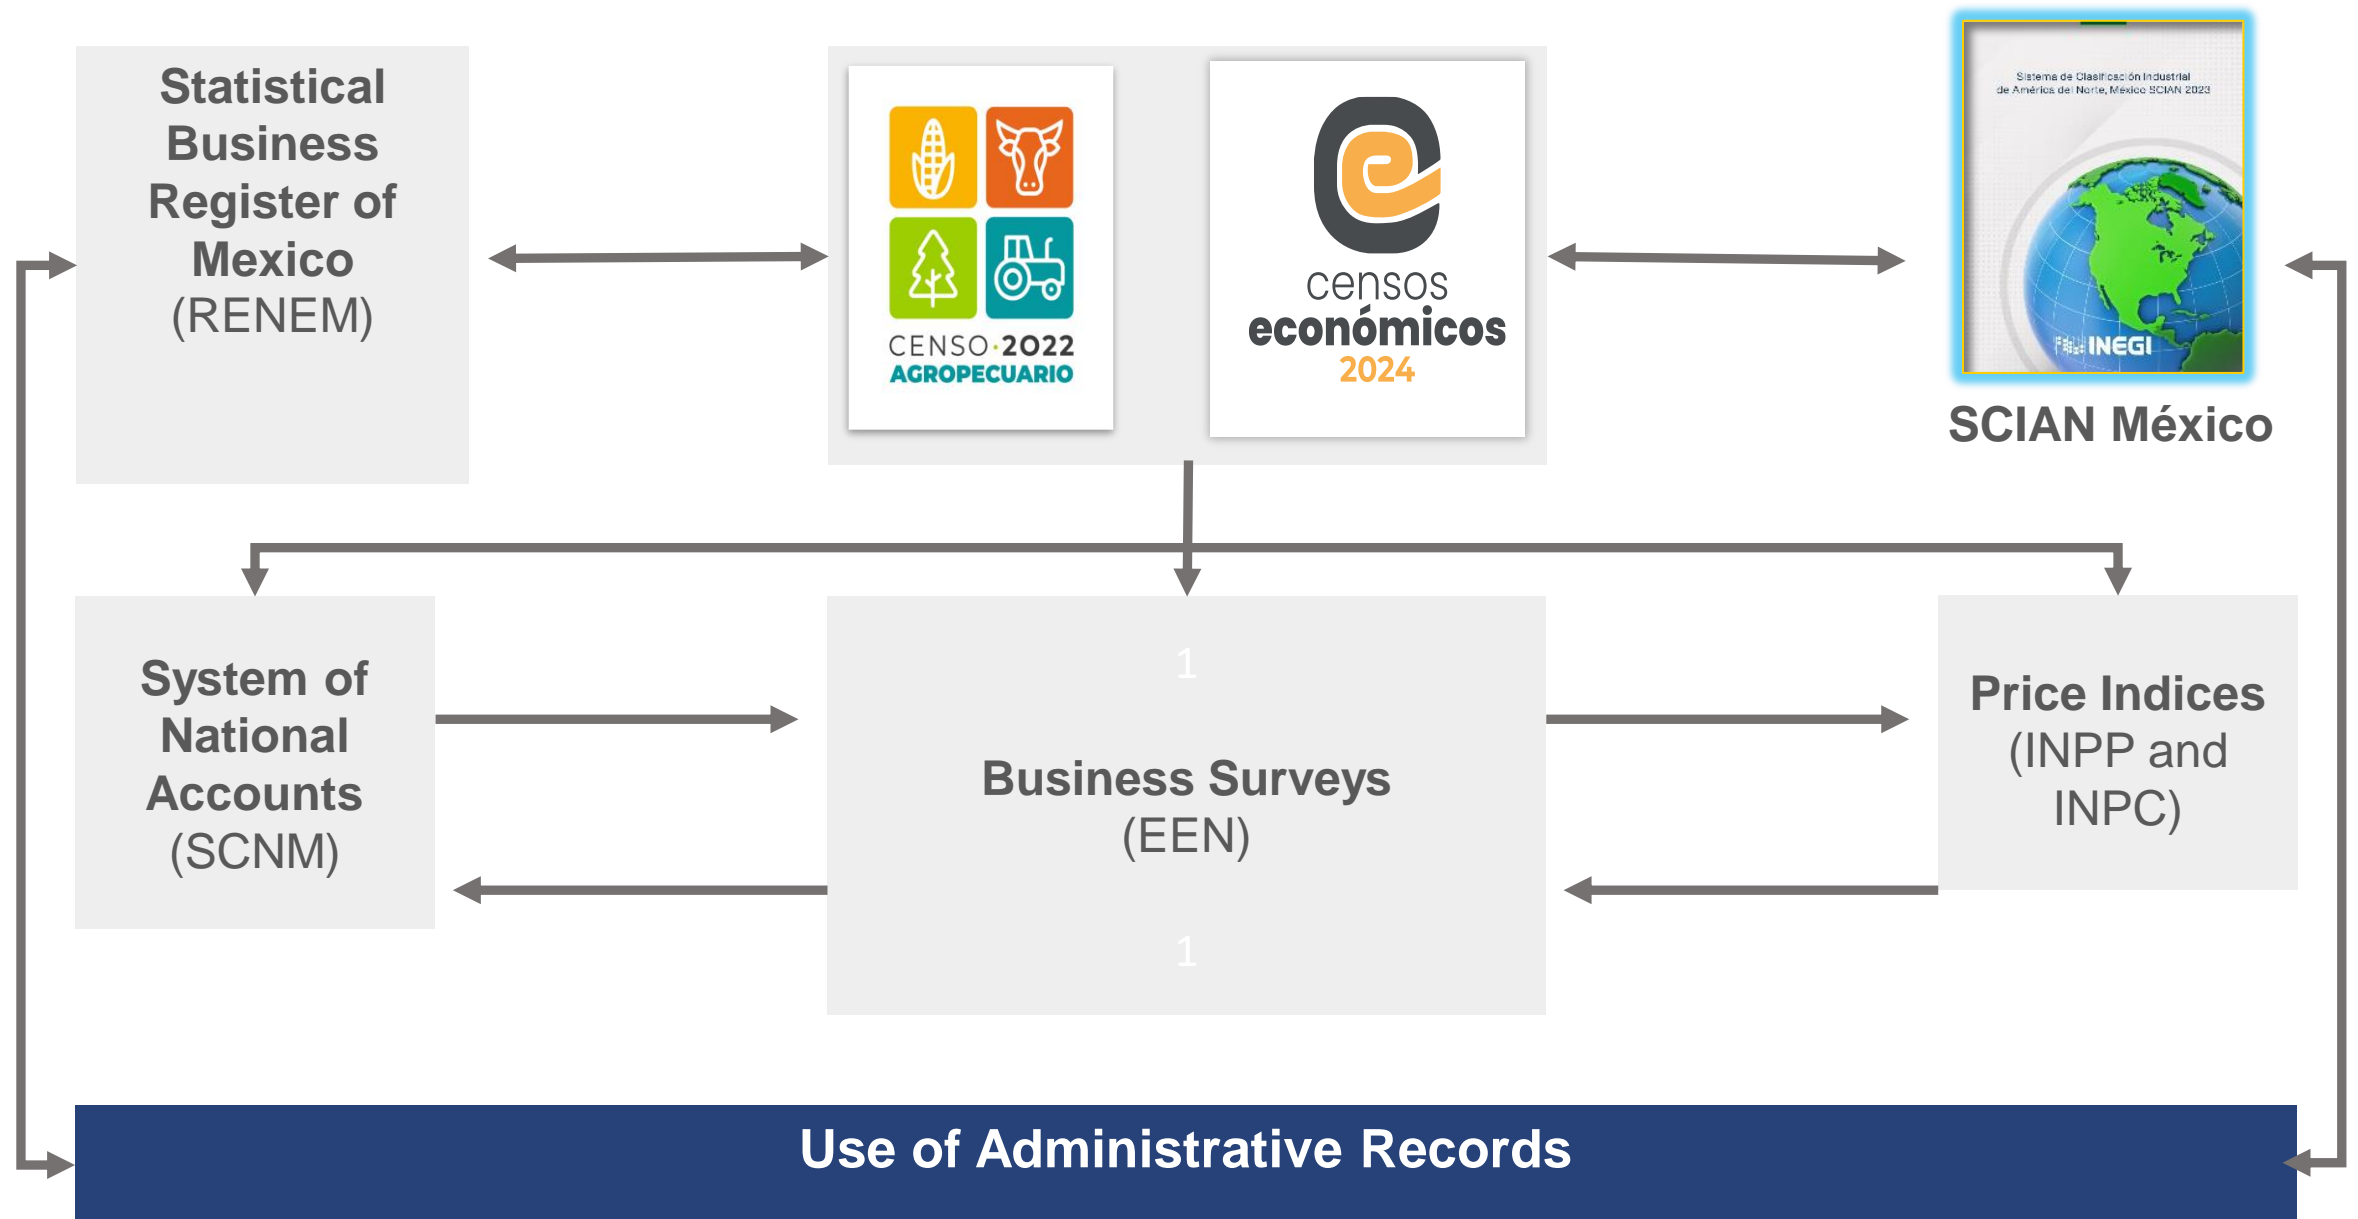 Statistical
Business
Register of
Mexico
(RENEM)
CENSO·2022
AGROPECUARIO
censos
económicos
2024
Sistema de Clasificación Industrial
de América del Norte, México SCIAN 2023
INEGI
SCIAN México
System of
National
Accounts
(SCNM)
1
Business Surveys
(EEN)
1
Price Indices
(INPP and
INPC)
Use of Administrative Records